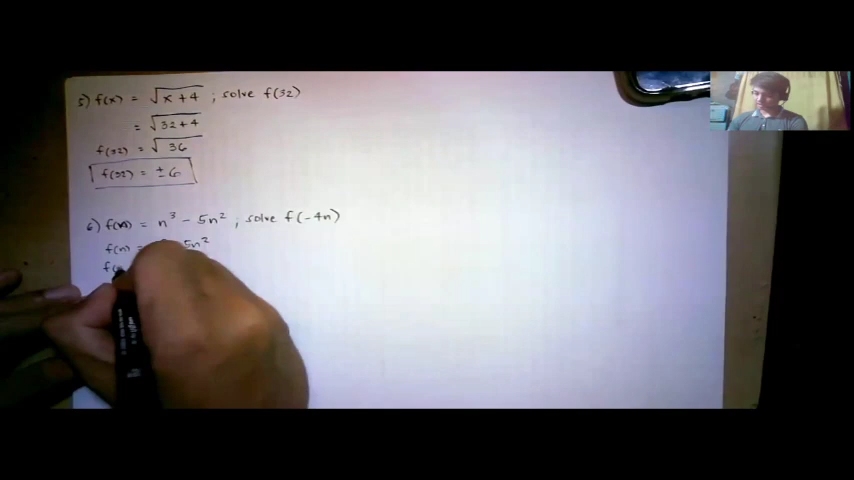 5) f(x) = √x+4 ; solve f(32)
= √32+4
f(32) = √36
f(32) = ±6
6) f(n) = n³ - 5n² ; solve f(-4n)
f(n) = 5n²
f(